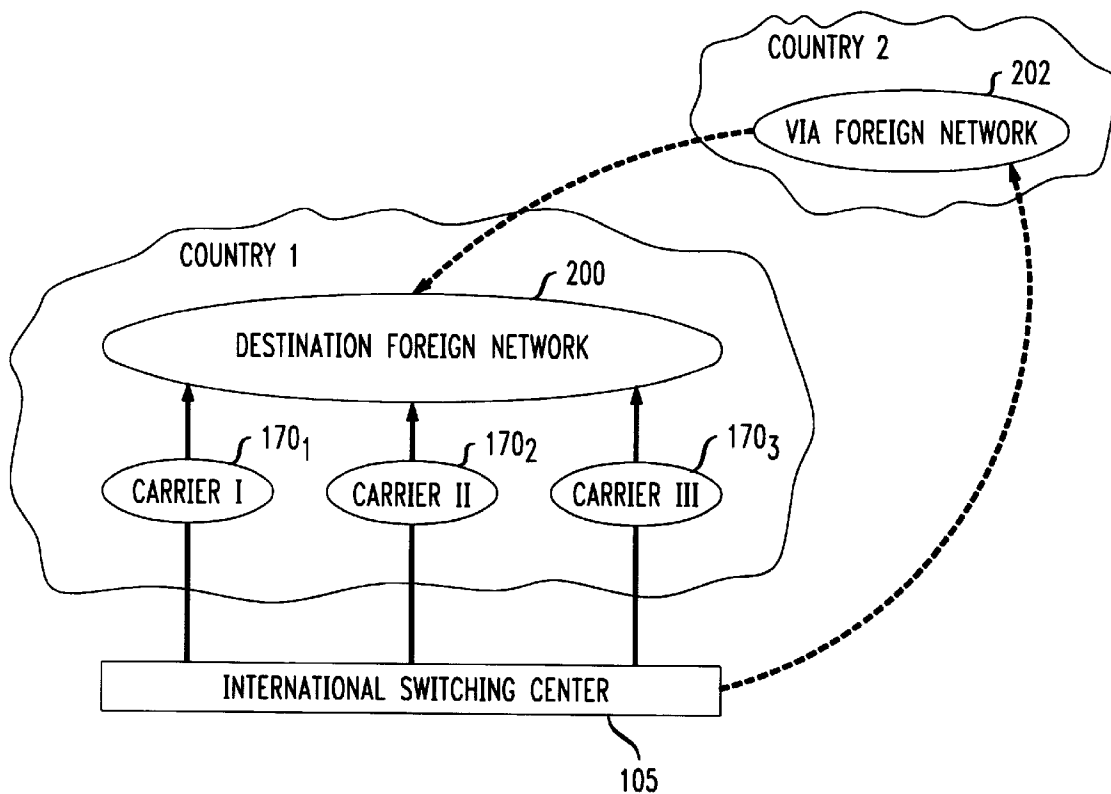 COUNTRY 2
202
VIA FOREIGN NETWORK
COUNTRY 1
200
DESTINATION FOREIGN NETWORK
170₁
170₂
170₃
CARRIER I
CARRIER II
CARRIER III
INTERNATIONAL SWITCHING CENTER
105